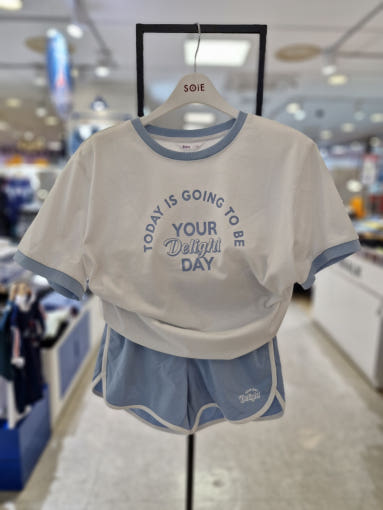 SOIE
TODAY IS GOING TO BE
YOUR
Delight
DAY
Delight